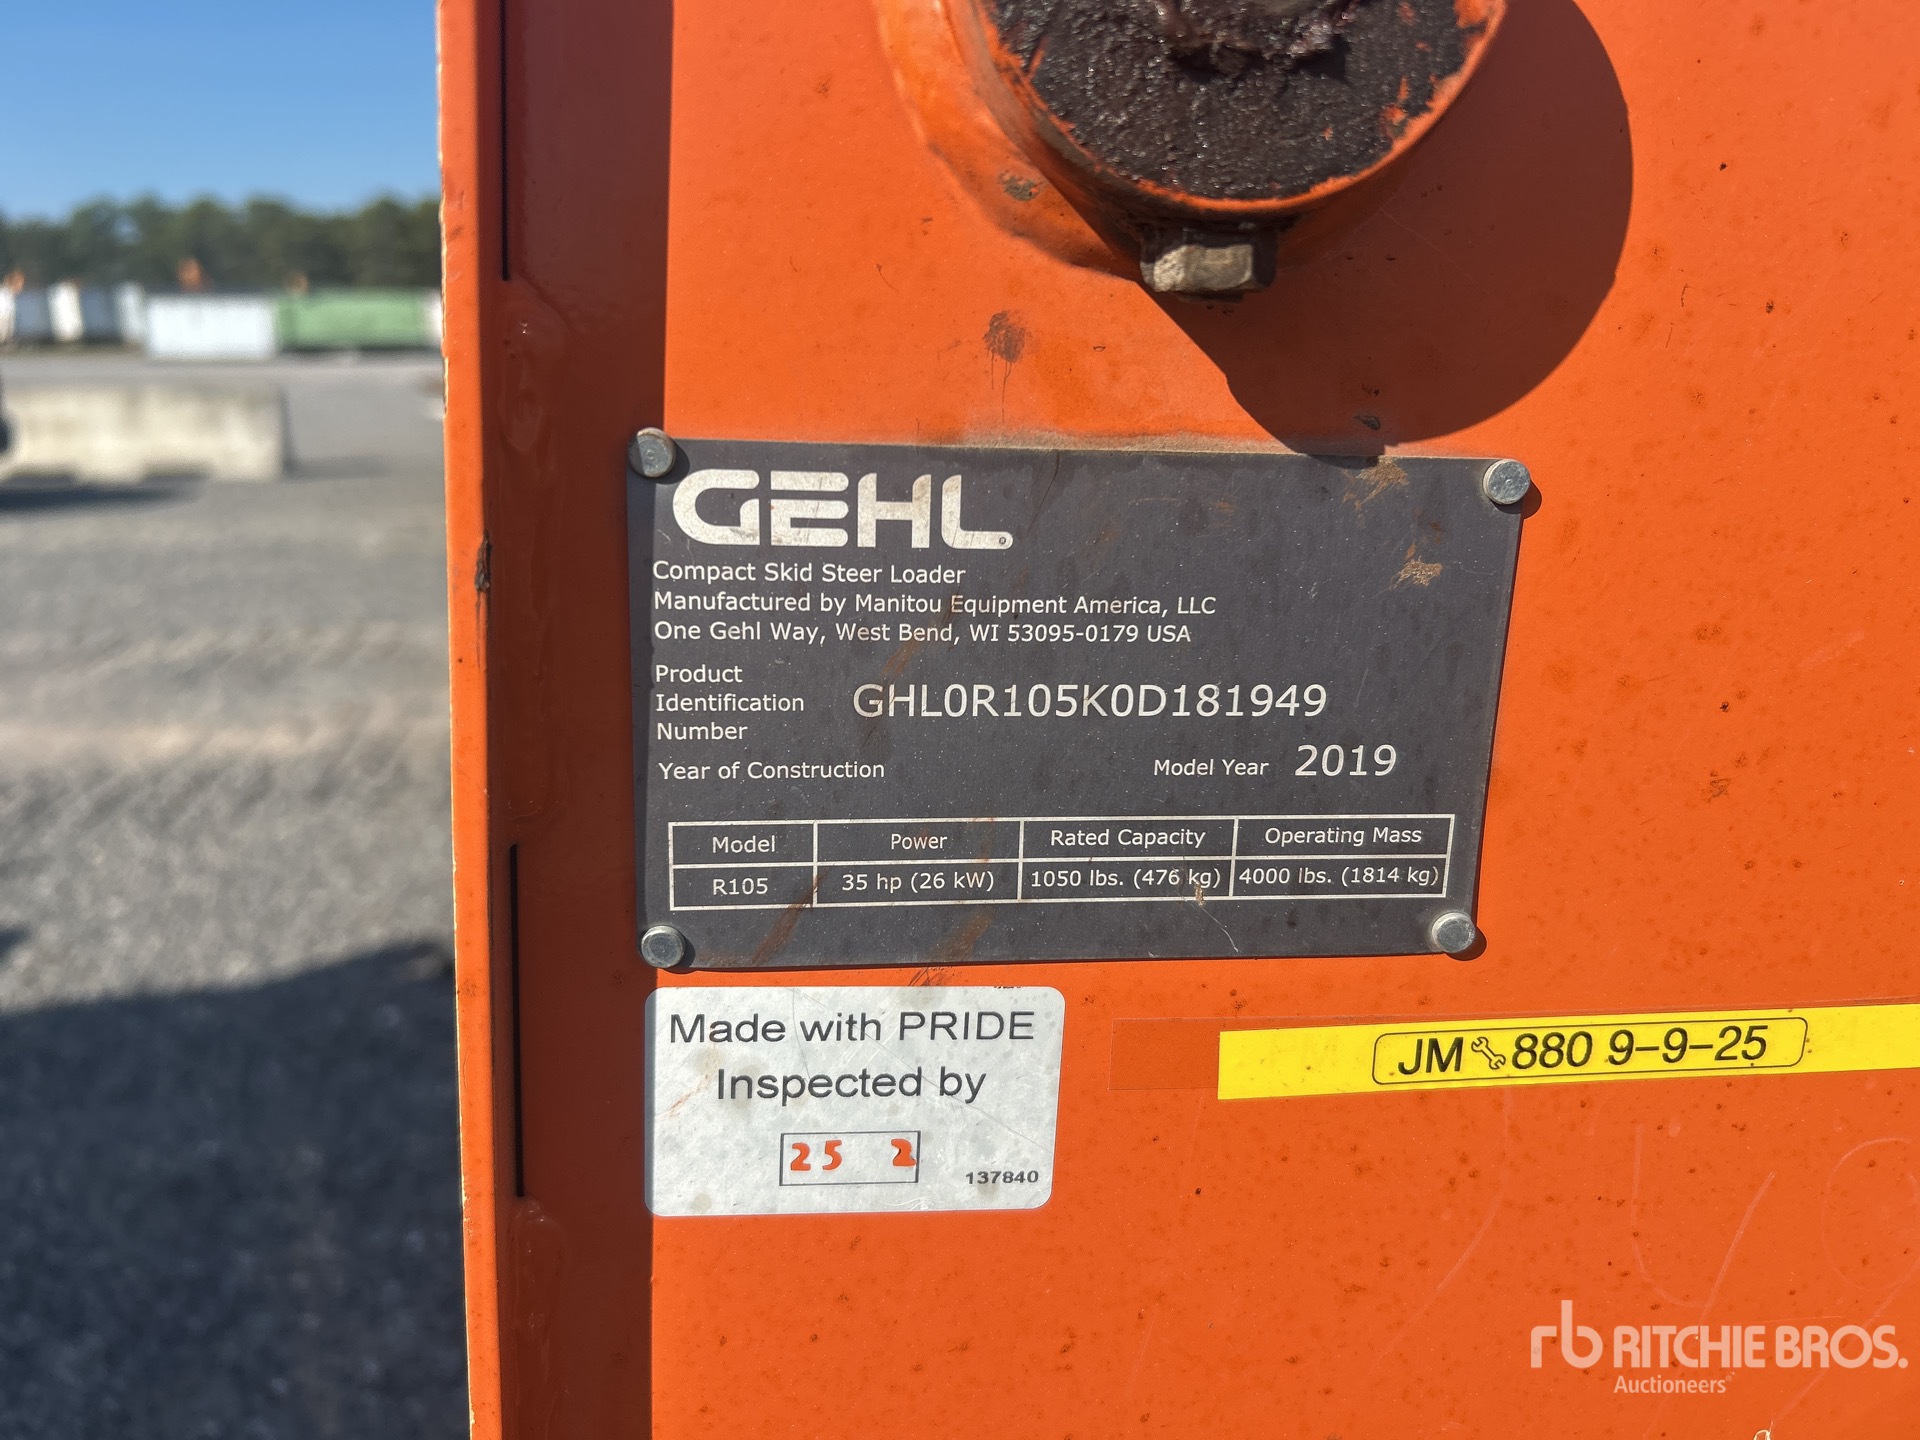 GEHL®
Compact Skid Steer Loader
Manufactured by Manitou Equipment America, LLC
One Gehl Way, West Bend, WI 53095-0179 USA
Product
Identification
Number
GHL0R105K0D181949
Year of Construction
Model Year 2019
Model Power Rated Capacity Operating Mass
R105 35 hp (26 kW) 1050 lbs. (476 kg) 4000 lbs. (1814 kg)
Made with PRIDE
Inspected by
25 2
137840
JM 880 9-9-25
rb RITCHIE BROS.
Auctioneers